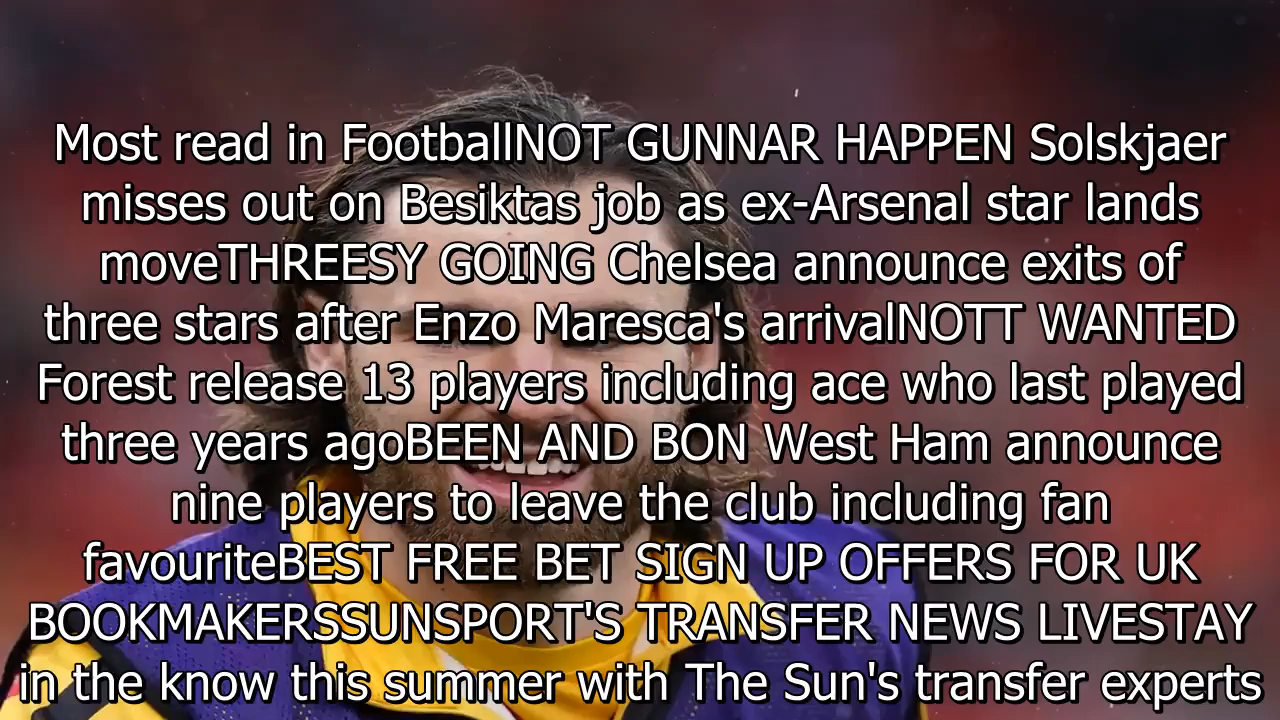 Most read in FootballNOT GUNNAR HAPPEN Solskjaer
misses out on Besiktas job as ex-Arsenal star lands
moveTHREESY GOING Chelsea announce exits of
three stars after Enzo Maresca's arrivalNOTT WANTED
Forest release 13 players including ace who last played
three years agoBEEN AND BON West Ham announce
nine players to leave the club including fan
favouriteBEST FREE BET SIGN UP OFFERS FOR UK
BOOKMAKERSSUNSPORT'S TRANSFER NEWS LIVESTAY
in the know this summer with The Sun's transfer experts